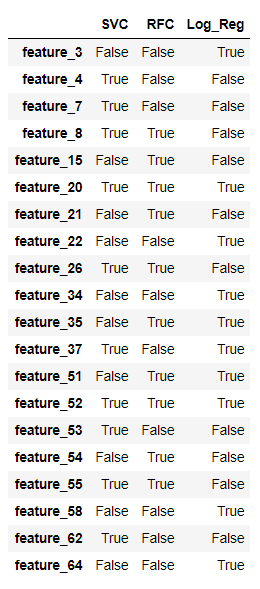 SVC RFC Log_Reg
feature_3 False False True
feature_4 True False False
feature_7 True False False
feature_8 True True False
feature_15 False True False
feature_20 True True True
feature_21 False True False
feature_22 False False True
feature_26 True True False
feature_34 False False True
feature_35 False True True
feature_37 True False True
feature_51 False True True
feature_52 True True True
feature_53 True False False
feature_54 False True False
feature_55 True True False
feature_58 False False True
feature_62 True False False
feature_64 False False True